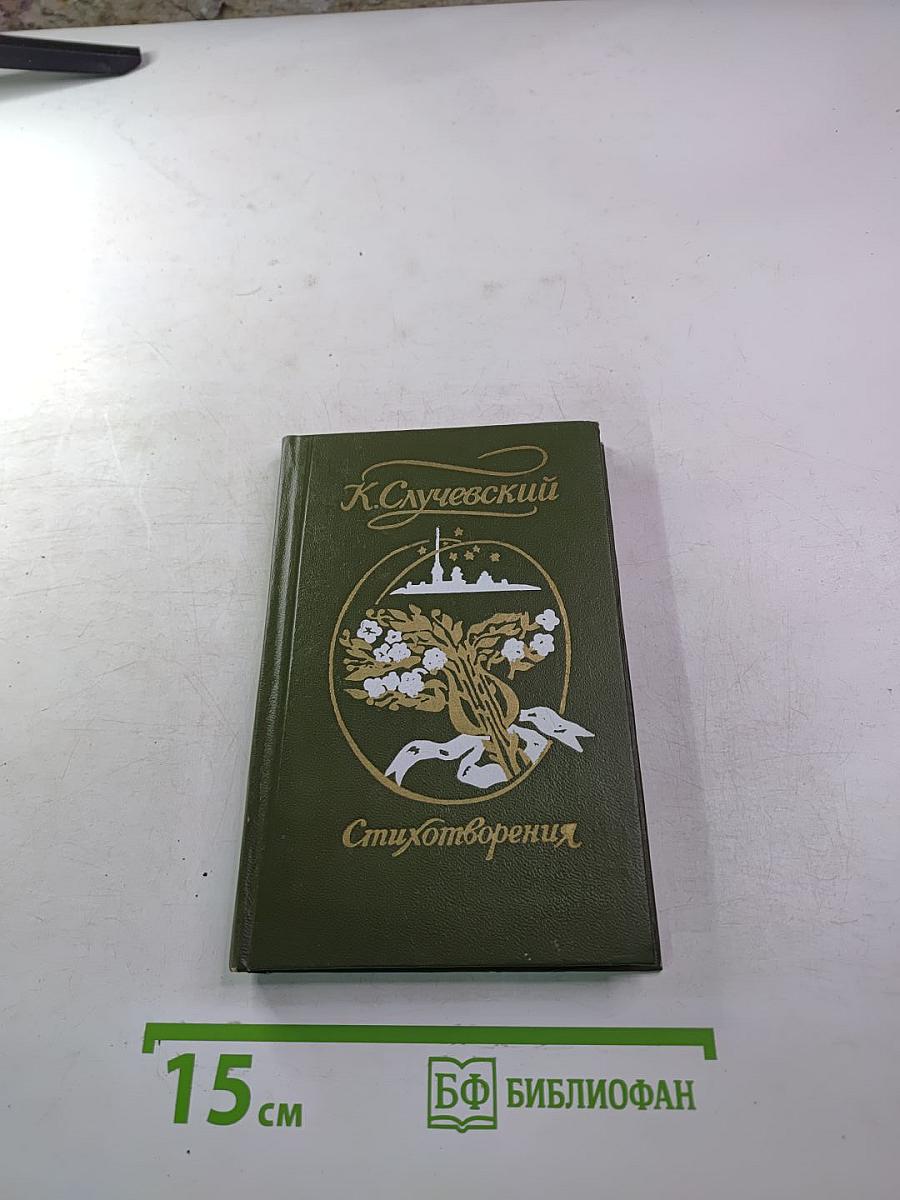 К. Случевский
Стихотворения
15 см
БФ БИБЛИОФАН